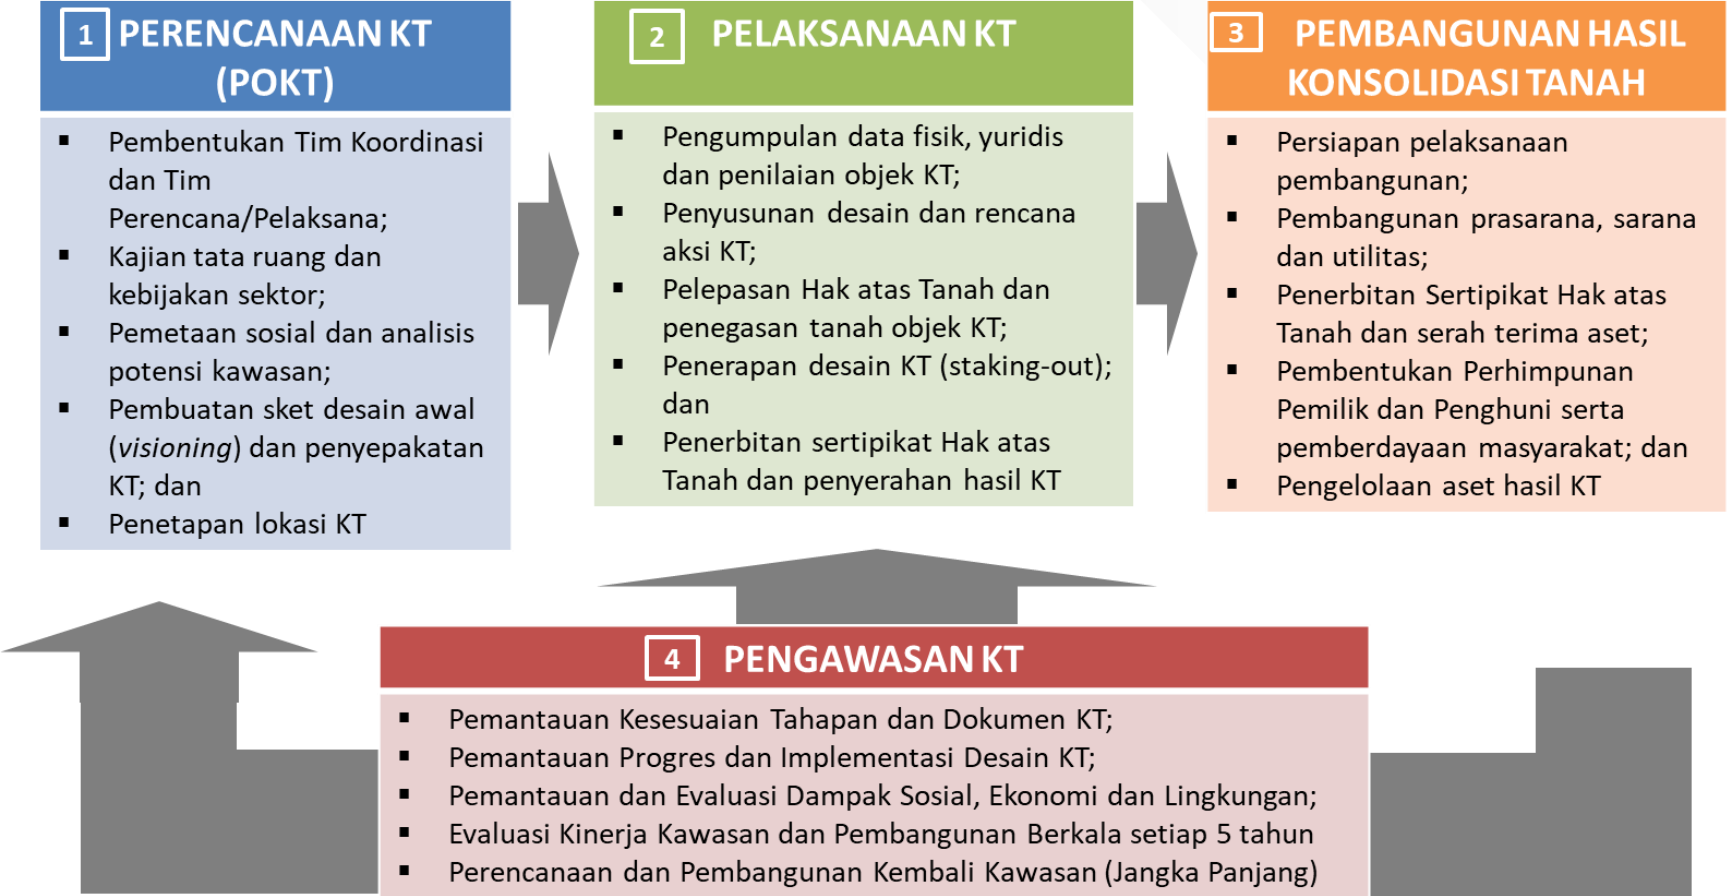 1 PERENCANAAN KT
(POKT)
▪ Pembentukan Tim Koordinasi
dan Tim
Perencana/Pelaksana;
▪ Kajian tata ruang dan
kebijakan sektor;
▪ Pemetaan sosial dan analisis
potensi kawasan;
▪ Pembuatan sket desain awal
(visioning) dan penyepakatan
KT; dan
▪ Penetapan lokasi KT
2 PELAKSANAAN KT
▪ Pengumpulan data fisik, yuridis
dan penilaian objek KT;
▪ Penyusunan desain dan rencana
aksi KT;
▪ Pelepasan Hak atas Tanah dan
penegasan tanah objek KT;
▪ Penerapan desain KT (staking-out);
dan
▪ Penerbitan sertipikat Hak atas
Tanah dan penyerahan hasil KT
3 PEMBANGUNAN HASIL
KONSOLIDASI TANAH
▪ Persiapan pelaksanaan
pembangunan;
▪ Pembangunan prasarana, sarana
dan utilitas;
▪ Penerbitan Sertipikat Hak atas
Tanah dan serah terima aset;
▪ Pembentukan Perhimpunan
Pemilik dan Penghuni serta
pemberdayaan masyarakat; dan
▪ Pengelolaan aset hasil KT
4 PENGAWASAN KT
▪ Pemantauan Kesesuaian Tahapan dan Dokumen KT;
▪ Pemantauan Progres dan Implementasi Desain KT;
▪ Pemantauan dan Evaluasi Dampak Sosial, Ekonomi dan Lingkungan;
▪ Evaluasi Kinerja Kawasan dan Pembangunan Berkala setiap 5 tahun
▪ Perencanaan dan Pembangunan Kembali Kawasan (Jangka Panjang)